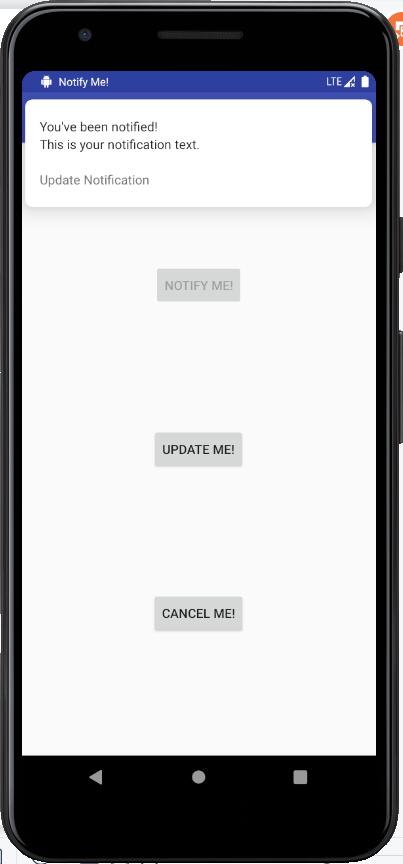 Notify Me!
LTE
You've been notified!
This is your notification text.
Update Notification
NOTIFY ME!
UPDATE ME!
CANCEL ME!